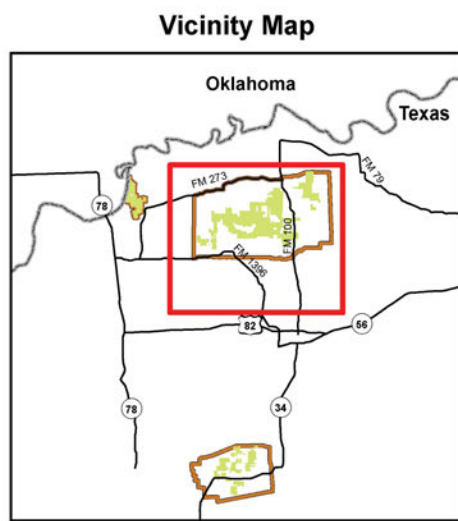 Vicinity Map
Oklahoma
Texas
FM 273
FM 79
78
FM 100
FM 1396
82
56
78
34